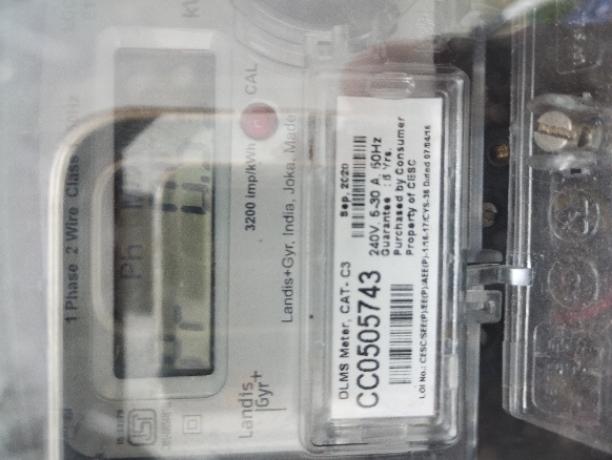 1 Phase 2 Wire Class
Ph
3200 imp/kWh
CAL
Landis+Gyr, India, Joka, Made
Landis
Gyr+
DLMS Meter, CAT- C3
Sep, 2020
CC0505743
240V, 5-30 A, 50Hz
Guarantee : 5 Yrs.
Purchased by Consumer
Property of CESC